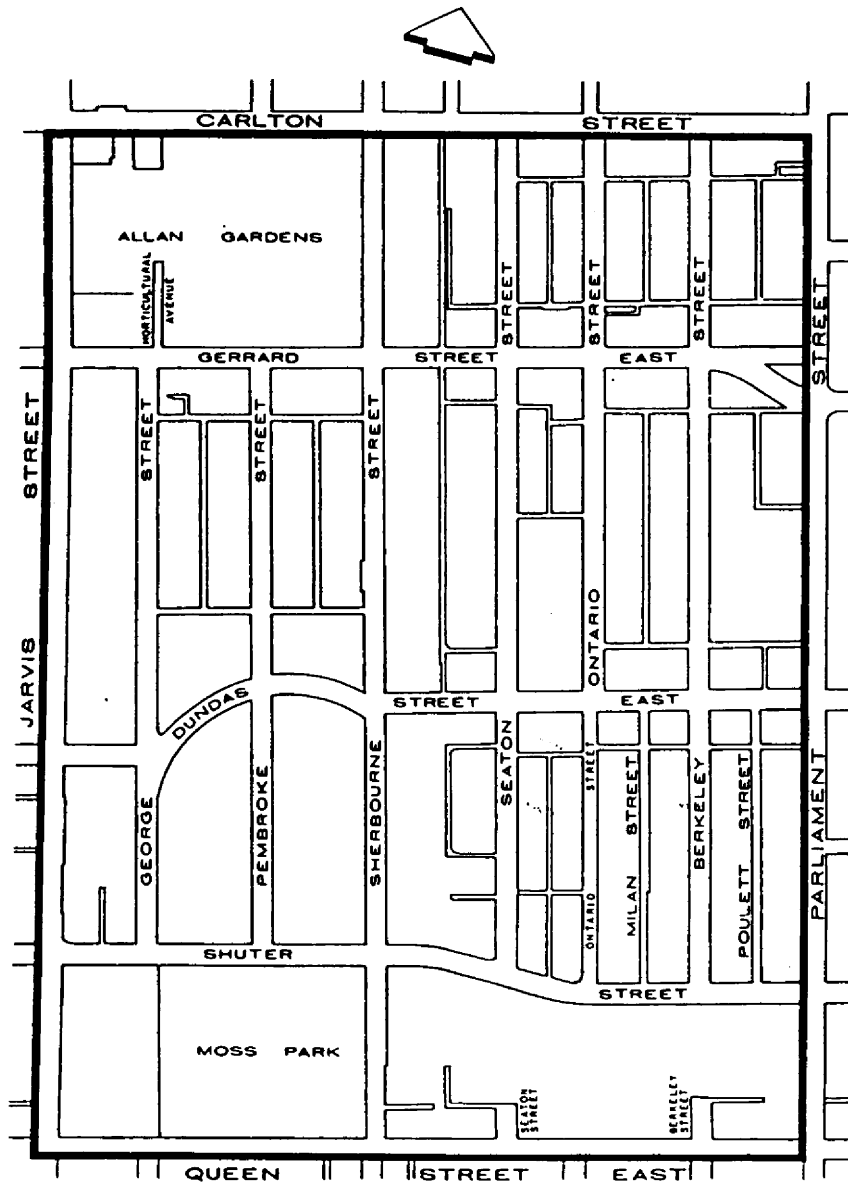 CARLTON STREET
ALLAN GARDENS
HORTICULTURAL
AVENUE
STREET
STREET
STREET
STREET
GERRARD STREET EAST
STREET
STREET
STREET
STREET
ONTARIO
JARVIS
DUNDAS STREET EAST
SEATON
STREET
GEORGE
PEMBROKE
SHERBOURNE
ONTARIO
MILAN STREET
BERKELEY
POULETT STREET
PARLIAMENT
SHUTER STREET
MOSS PARK
SEATON
STREET
BERKELEY
STREET
QUEEN STREET EAST